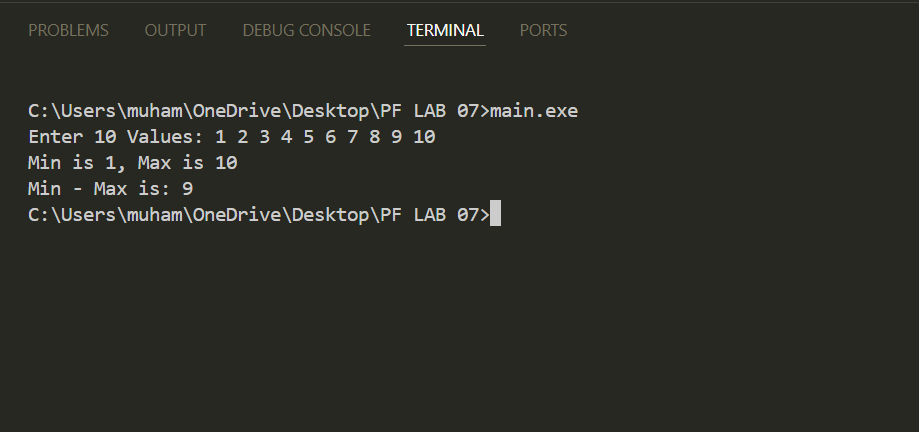 PROBLEMS OUTPUT DEBUG CONSOLE TERMINAL PORTS
C:\Users\muham\OneDrive\Desktop\PF LAB 07>main.exe
Enter 10 Values: 1 2 3 4 5 6 7 8 9 10
Min is 1, Max is 10
Min - Max is: 9
C:\Users\muham\OneDrive\Desktop\PF LAB 07>